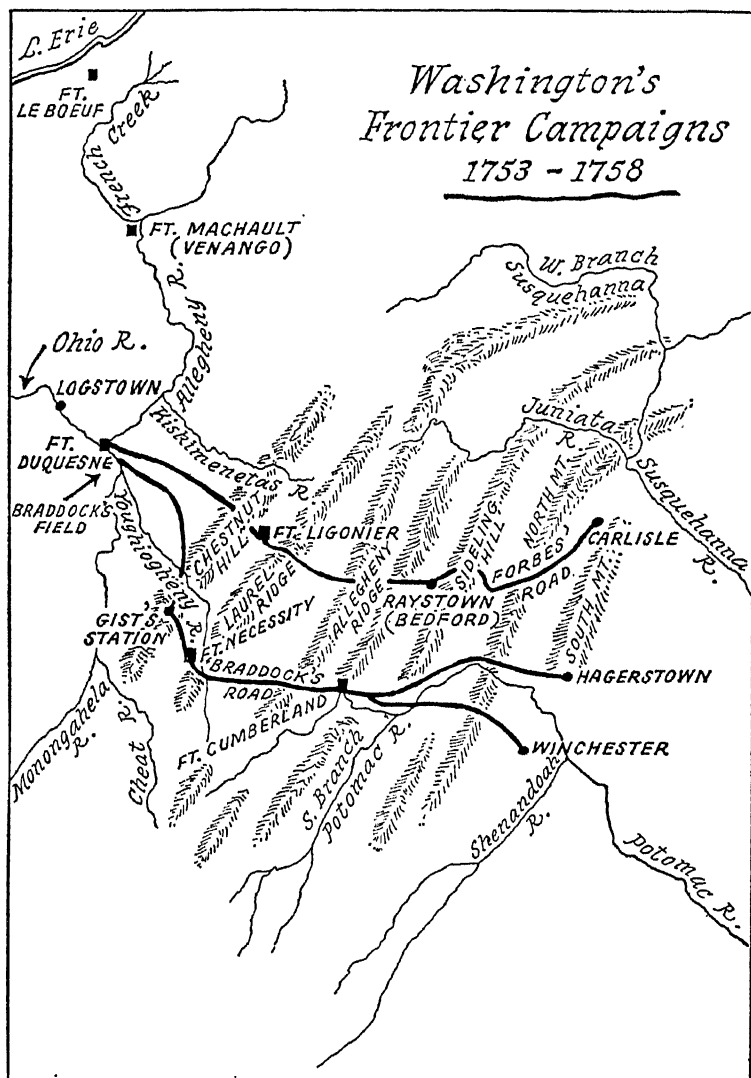 Washington's
Frontier Campaigns
1753 - 1758
L. Erie
FT.
LE BOEUF
French Creek
FT. MACHAULT
(VENANGO)
Allegheny R.
W. Branch
Susquehanna
Ohio R.
LOGSTOWN
Kiskimenetas R.
FT.
DUQUESNE
BRADDOCK'S
FIELD
Youghiogheny R.
CHESTNUT
HILL
FT. LIGONIER
LAUREL
RIDGE
ALLEGHENY
RIDGE
RAYSTOWN
(BEDFORD)
SIDELING
HILL
FORBES'
ROAD
NORTH MT.
Juniata
R.
Susquehanna
R.
CARLISLE
SOUTH MT.
GIST'S
STATION
FT. NECESSITY
BRADDOCK'S
ROAD
FT. CUMBERLAND
HAGERSTOWN
WINCHESTER
Monongahela
R.
Cheat R.
S. Branch
Potomac R.
Shenandoah
R.
Potomac R.